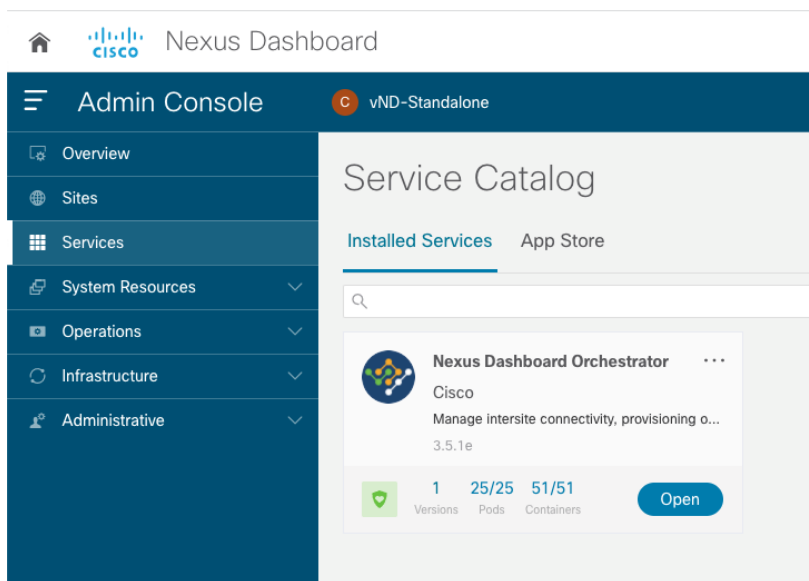 CISCO Nexus Dashboard
Admin Console
C vND-Standalone
Overview
Sites
Services
System Resources
Operations
Infrastructure
Administrative
Service Catalog
Installed Services App Store
Nexus Dashboard Orchestrator ...
Cisco
Manage intersite connectivity, provisioning o...
3.5.1e
1 25/25 51/51
Versions Pods Containers
Open